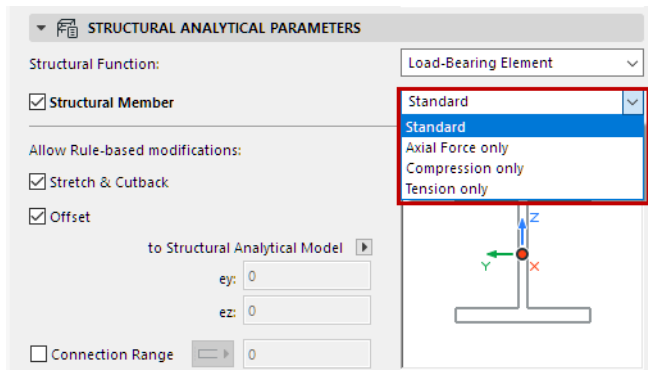 STRUCTURAL ANALYTICAL PARAMETERS
Structural Function: Load-Bearing Element
Structural Member Standard
Standard
Axial Force only
Compression only
Tension only
Allow Rule-based modifications:
Stretch & Cutback
Offset
to Structural Analytical Model
ey: 0
ez: 0
Connection Range 0
Z
Y X